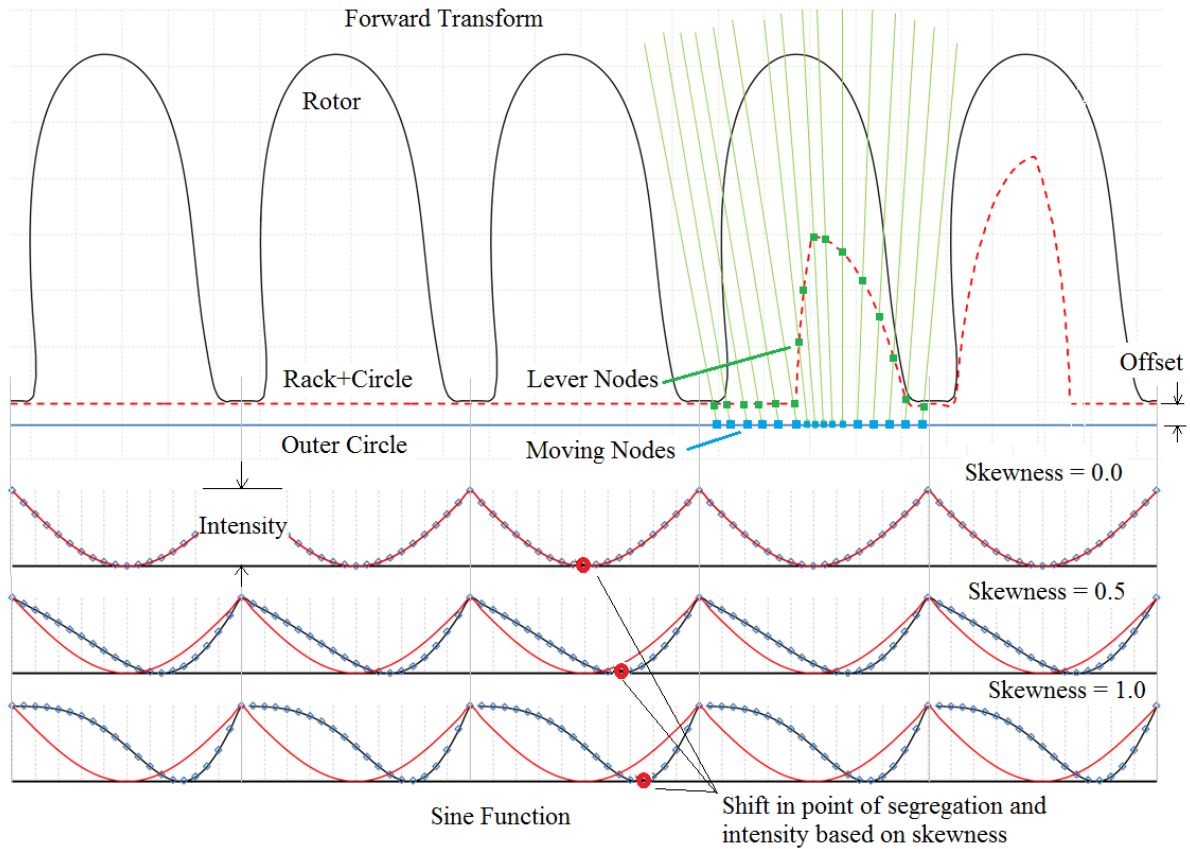 Forward Transform
Rotor
Offset
Rack+Circle
Lever Nodes
Outer Circle
Moving Nodes
Skewness = 0.0
Intensity
Skewness = 0.5
Skewness = 1.0
Sine Function
Shift in point of segregation and
intensity based on skewness